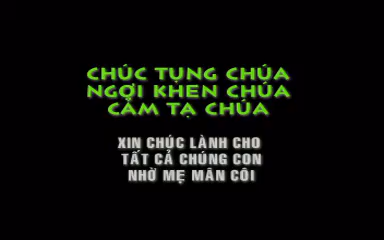 CHÚC TỤNG CHÚA
NGỢI KHEN CHÚA
CẢM TẠ CHÚA
XIN CHÚC LÀNH CHO
TẤT CẢ CHÚNG CON
NHỜ MẸ MÂN CÔI